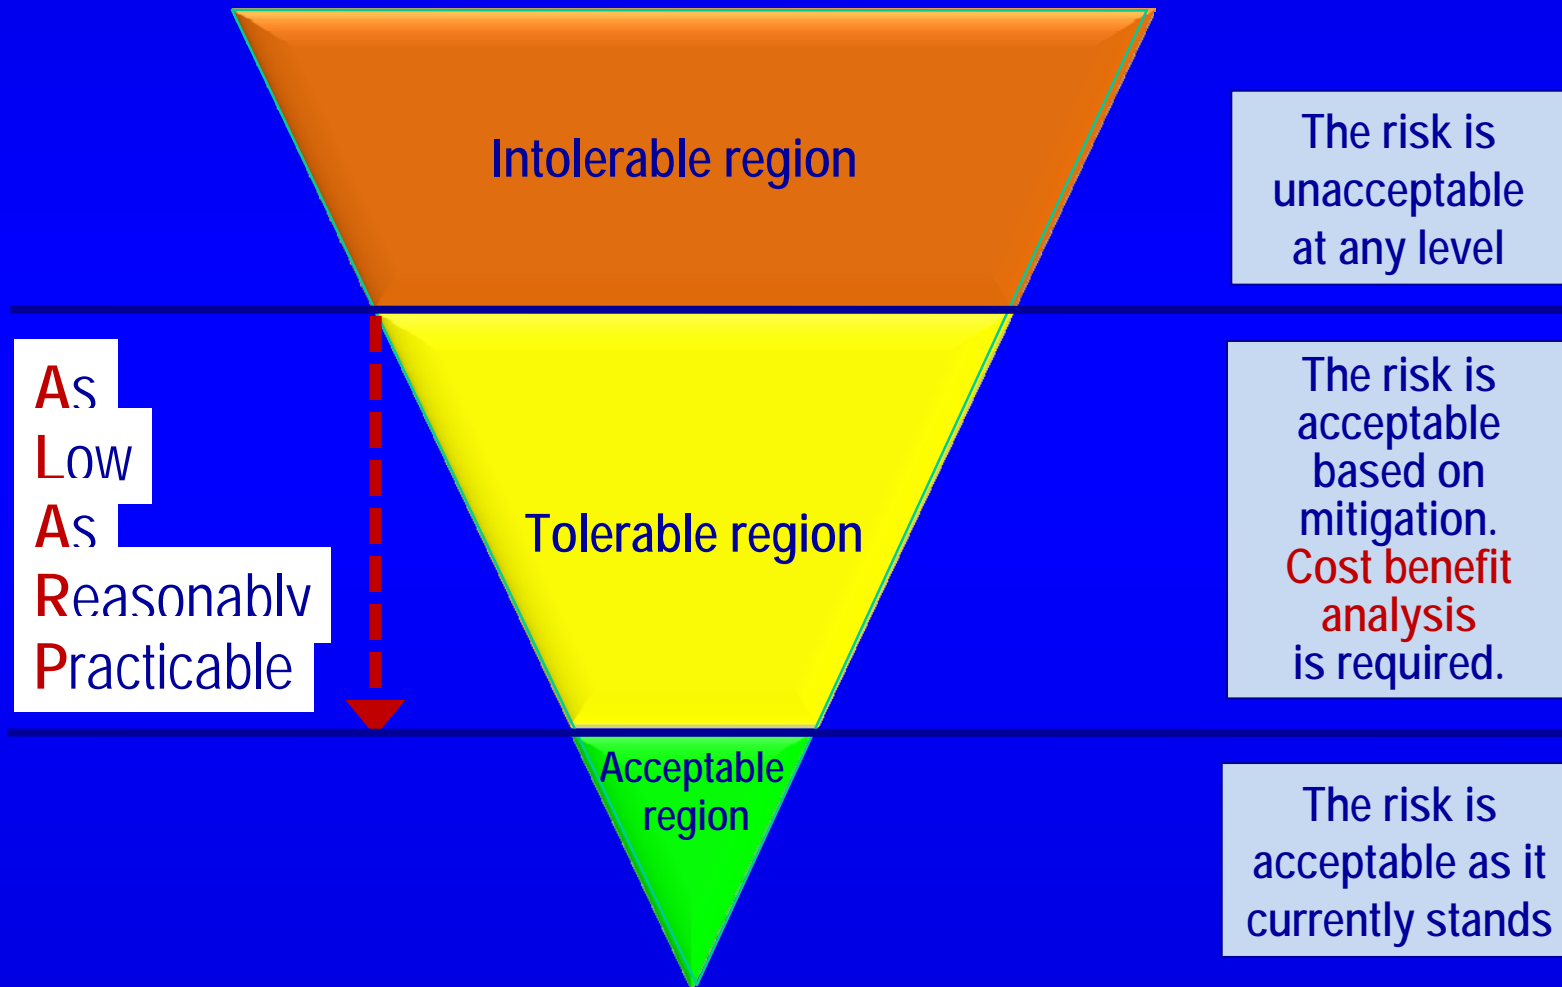 Intolerable region
The risk is
unacceptable
at any level
As
Low
As
Reasonably
Practicable
Tolerable region
The risk is
acceptable
based on
mitigation.
Cost benefit
analysis
is required.
Acceptable
region
The risk is
acceptable as it
currently stands